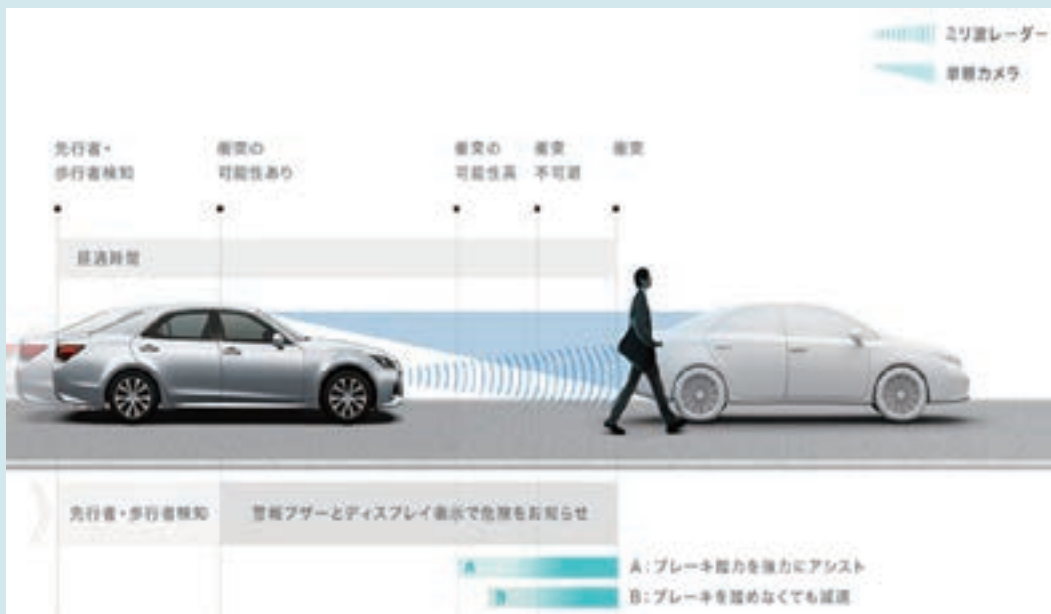 ミリ波レーダー
単眼カメラ
先行者・
歩行者検知
衝突の
可能性あり
衝突の
可能性高
衝突
不可避
衝突
経過時間
先行者・歩行者検知
警報ブザーとディスプレイ表示で危険をお知らせ
A
B
A：ブレーキ踏力を強力にアシスト
B：ブレーキを踏めなくても減速